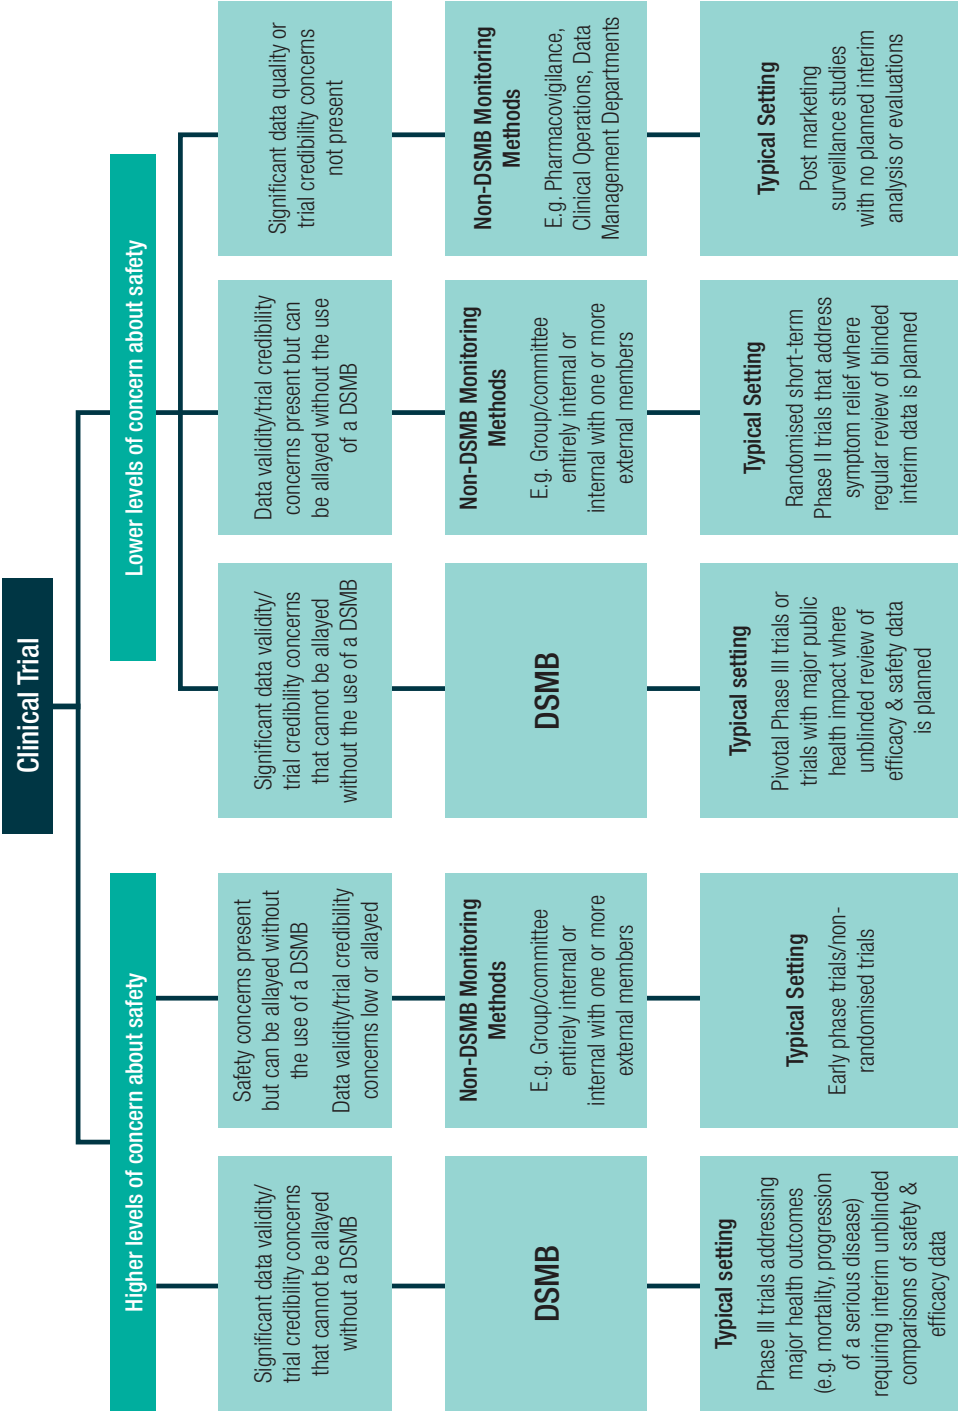 Clinical Trial
Higher levels of concern about safety
Lower levels of concern about safety
Significant data validity/
trial credibility concerns
that cannot be allayed
without a DSMB
Safety concerns present
but can be allayed without
the use of a DSMB
Data validity/trial credibility
concerns low or allayed
Significant data validity/
trial credibility concerns
that cannot be allayed
without the use of a DSMB
Data validity/trial credibility
concerns present but can
be allayed without the use
of a DSMB
Significant data quality or
trial credibility concerns
not present
DSMB
Non-DSMB Monitoring
Methods
E.g. Group/committee
entirely internal or
internal with one or more
external members
DSMB
Non-DSMB Monitoring
Methods
E.g. Group/committee
entirely internal or
internal with one or more
external members
Non-DSMB Monitoring
Methods
E.g. Pharmacovigilance,
Clinical Operations, Data
Management Departments
Typical setting
Phase III trials addressing
major health outcomes
(e.g. mortality, progression
of a serious disease)
requiring interim unblinded
comparisons of safety &
efficacy data
Typical Setting
Early phase trials/non-
randomised trials
Typical setting
Pivotal Phase III trials or
trials with major public
health impact where
unblinded review of
efficacy & safety data
is planned
Typical Setting
Randomised short-term
Phase II trials that address
symptom relief where
regular review of blinded
interim data is planned
Typical Setting
Post marketing
surveillance studies
with no planned interim
analysis or evaluations